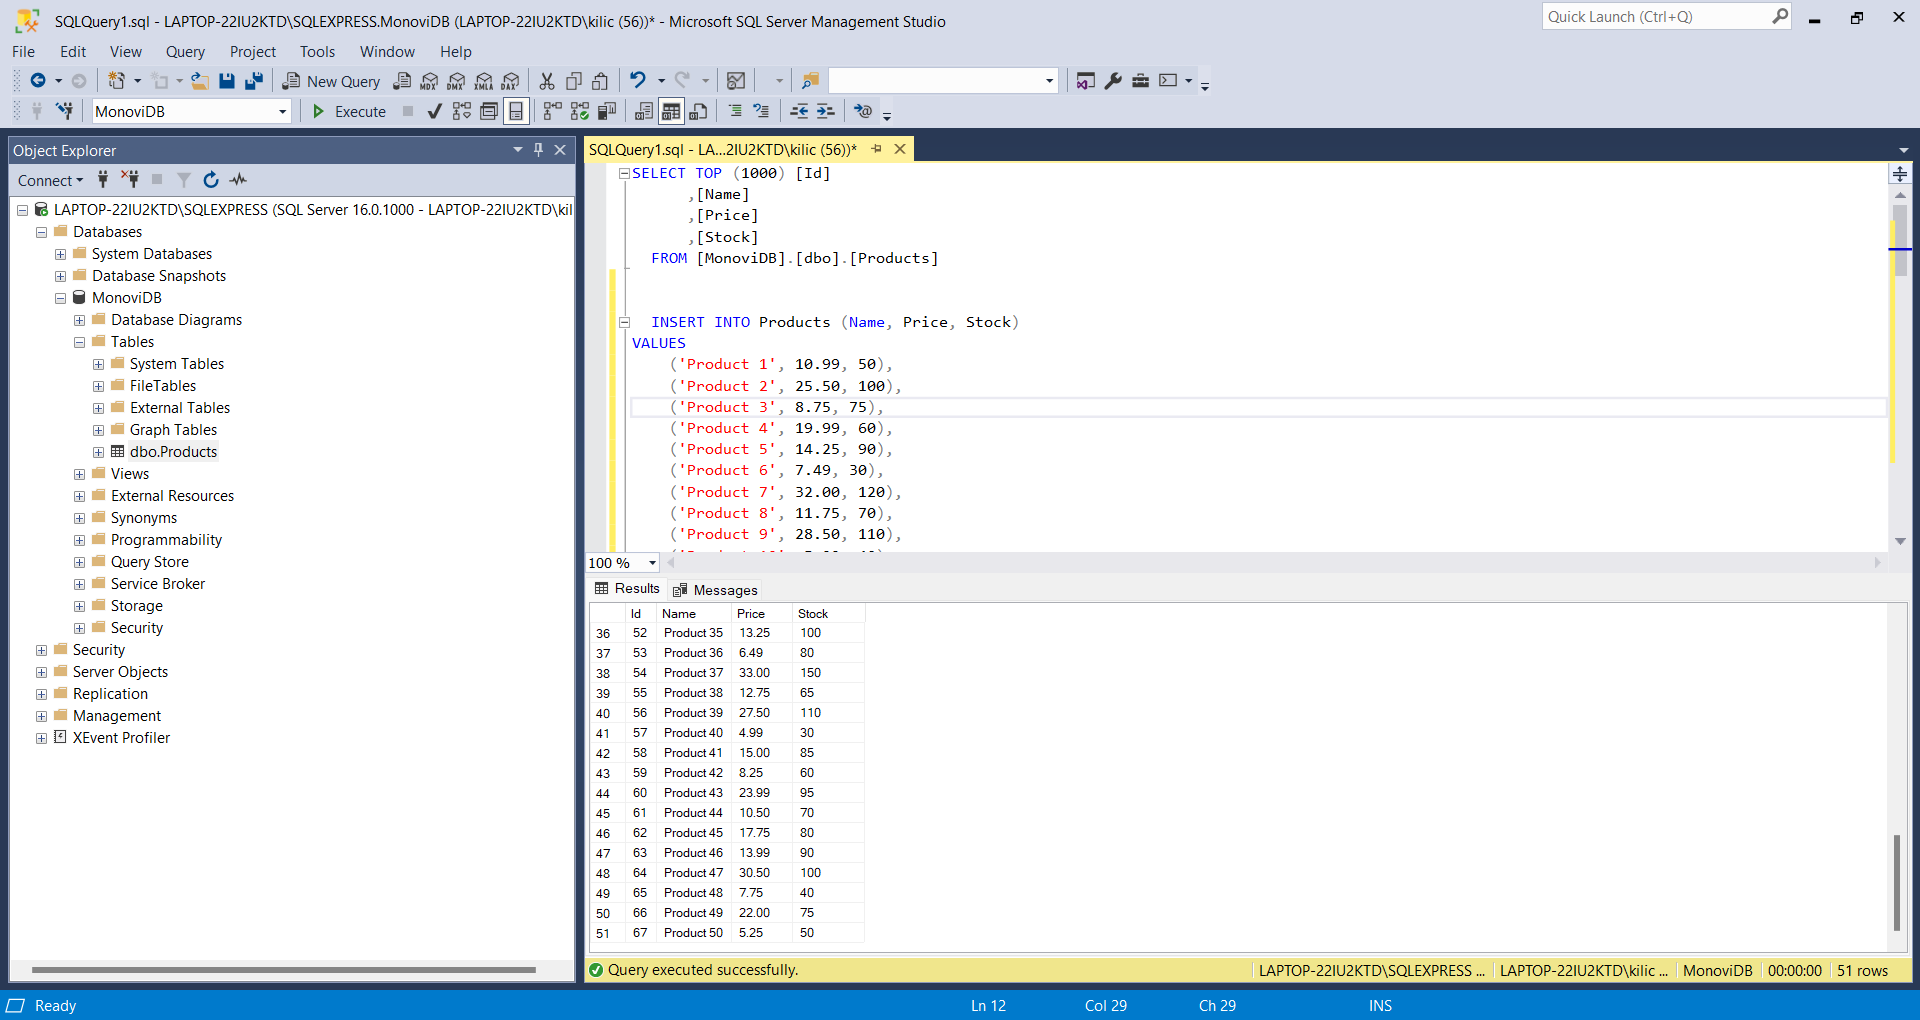 SQLQuery1.sql - LAPTOP-22IU2KTD\SQLEXPRESS.MonoviDB (LAPTOP-22IU2KTD\kilic (56))* - Microsoft SQL Server Management Studio
Quick Launch (Ctrl+Q)
File Edit View Query Project Tools Window Help
New Query MDX DMX XMLA DAX
MonoviDB Execute
Object Explorer
Connect
LAPTOP-22IU2KTD\SQLEXPRESS (SQL Server 16.0.1000 - LAPTOP-22IU2KTD\kil
Databases
System Databases
Database Snapshots
MonoviDB
Database Diagrams
Tables
System Tables
FileTables
External Tables
Graph Tables
dbo.Products
Views
External Resources
Synonyms
Programmability
Query Store
Service Broker
Storage
Security
Security
Server Objects
Replication
Management
XEvent Profiler
SQLQuery1.sql - LA...2IU2KTD\kilic (56))*
SELECT TOP (1000) [Id]
,[Name]
,[Price]
,[Stock]
FROM [MonoviDB].[dbo].[Products]
INSERT INTO Products (Name, Price, Stock)
VALUES
('Product 1', 10.99, 50),
('Product 2', 25.50, 100),
('Product 3', 8.75, 75),
('Product 4', 19.99, 60),
('Product 5', 14.25, 90),
('Product 6', 7.49, 30),
('Product 7', 32.00, 120),
('Product 8', 11.75, 70),
('Product 9', 28.50, 110),
100 %
Results Messages
Id Name Price Stock
36 52 Product 35 13.25 100
37 53 Product 36 6.49 80
38 54 Product 37 33.00 150
39 55 Product 38 12.75 65
40 56 Product 39 27.50 110
41 57 Product 40 4.99 30
42 58 Product 41 15.00 85
43 59 Product 42 8.25 60
44 60 Product 43 23.99 95
45 61 Product 44 10.50 70
46 62 Product 45 17.75 80
47 63 Product 46 13.99 90
48 64 Product 47 30.50 100
49 65 Product 48 7.75 40
50 66 Product 49 22.00 75
51 67 Product 50 5.25 50
Query executed successfully. LAPTOP-22IU2KTD\SQLEXPRESS ... LAPTOP-22IU2KTD\kilic ... MonoviDB 00:00:00 51 rows
Ready Ln 12 Col 29 Ch 29 INS